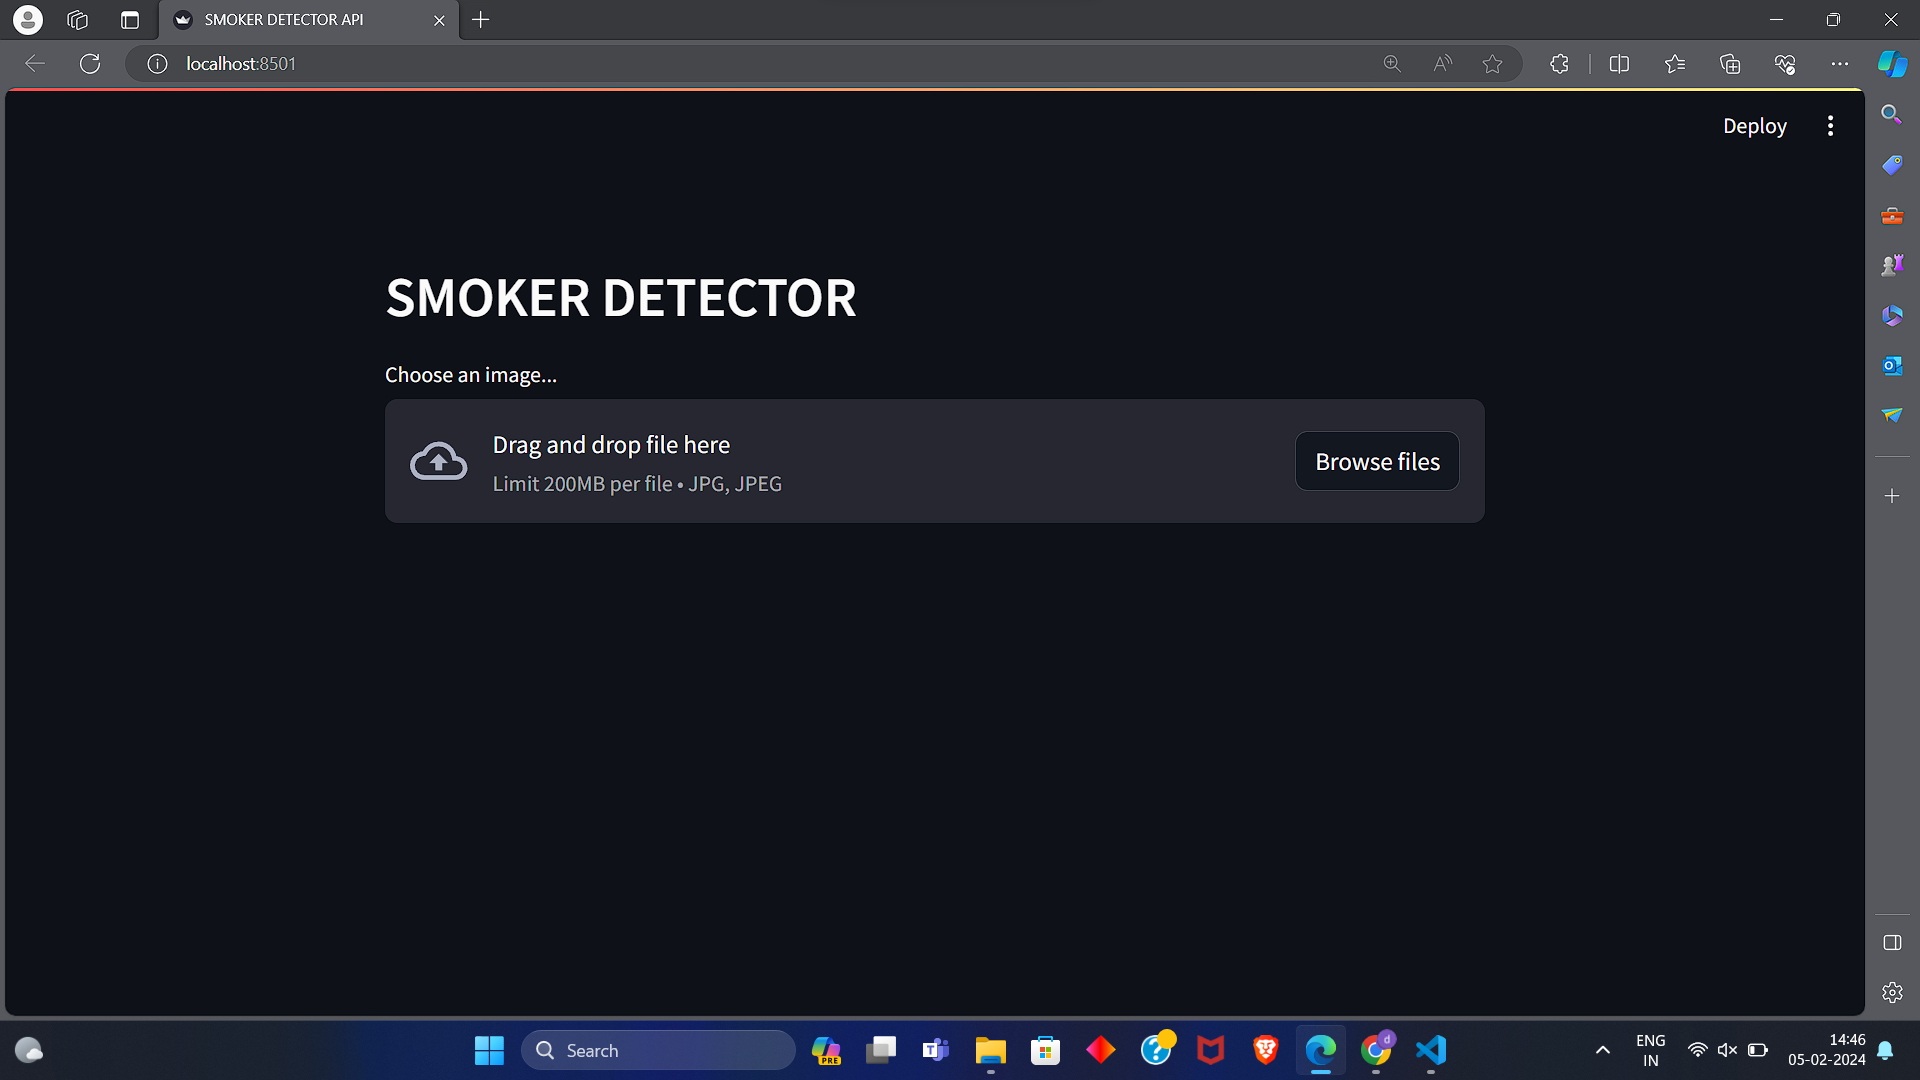 SMOKER DETECTOR API
localhost:8501
Deploy
SMOKER DETECTOR
Choose an image...
Drag and drop file here
Limit 200MB per file • JPG, JPEG
Browse files
Search
PRE
d
ENG
IN
14:46
05-02-2024